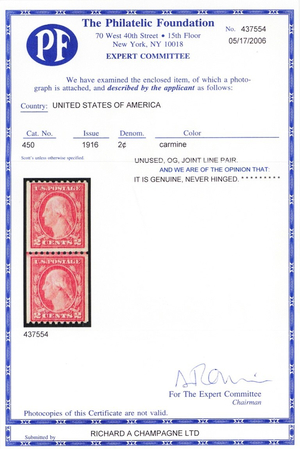 PF
The Philatelic Foundation
70 West 40th Street • 15th Floor
New York, NY 10018
EXPERT COMMITTEE
No. 437554
05/17/2006
We have examined the enclosed item, of which a photo-
graph is attached, and described by the applicant as follows:
Country: UNITED STATES OF AMERICA
Cat. No. Issue Denom. Color
450 1916 2¢ carmine
Scott's unless otherwise specified.
UNUSED, OG, JOINT LINE PAIR.
AND WE ARE OF THE OPINION THAT:
IT IS GENUINE, NEVER HINGED. * * * * * * * * *
U.S. POSTAGE
2 CENTS 2
U.S. POSTAGE
2 CENTS 2
437554
For The Expert Committee
Chairman
Photocopies of this Certificate are not valid.
Submitted by RICHARD A CHAMPAGNE LTD